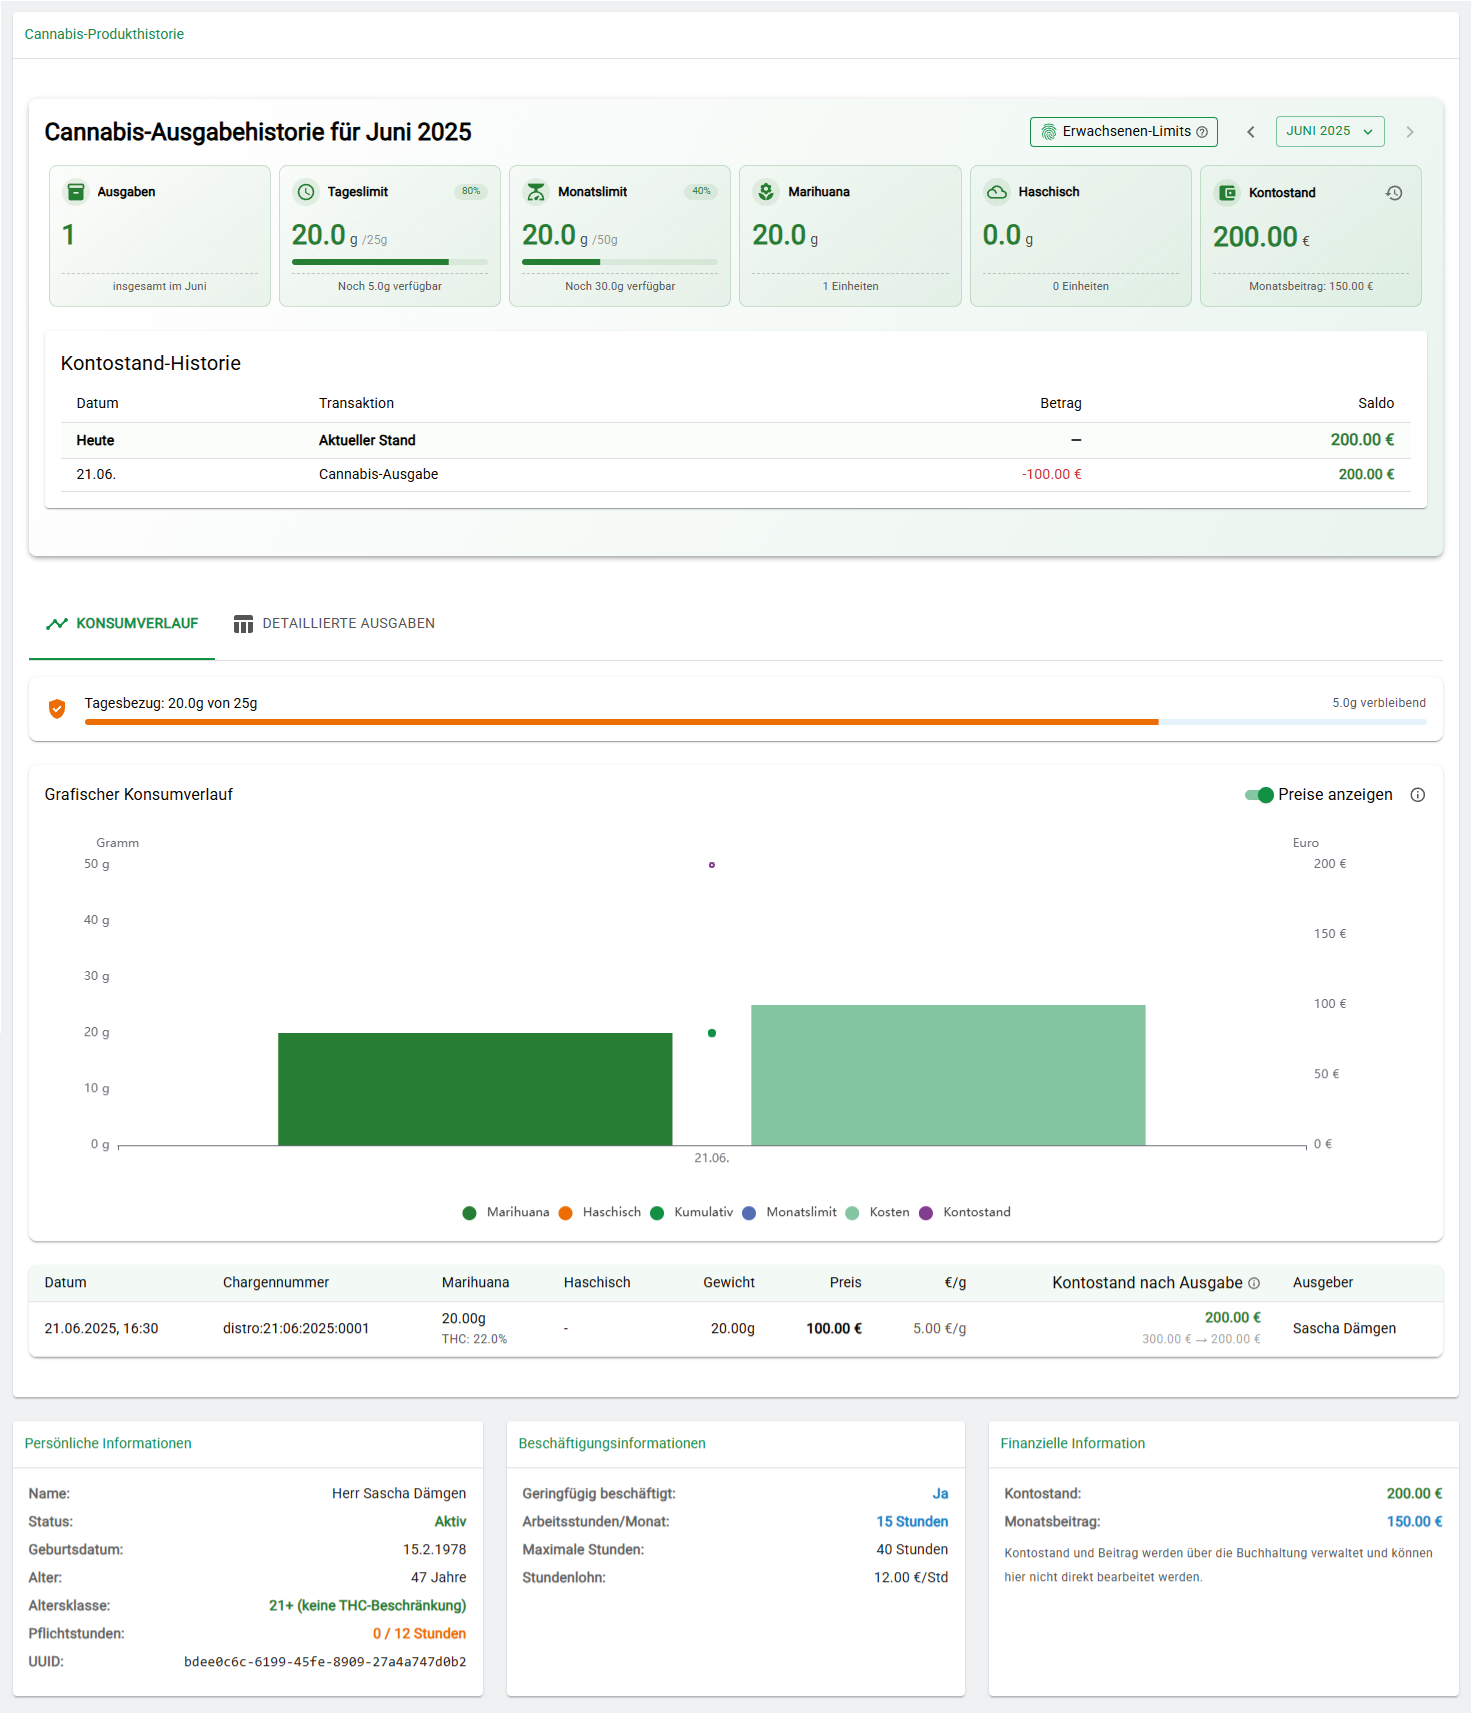 Cannabis-Produkthistorie
Cannabis-Ausgabehistorie für Juni 2025
Erwachsenen-Limits
JUNI 2025
Ausgaben
1
insgesamt im Juni
Tageslimit
80%
20.0 g /25g
Noch 5.0g verfügbar
Monatslimit
40%
20.0 g /50g
Noch 30.0g verfügbar
Marihuana
20.0 g
1 Einheiten
Haschisch
0.0 g
0 Einheiten
Kontostand
200.00 €
Monatsbeitrag: 150.00 €
Kontostand-Historie
Datum Transaktion Betrag Saldo
Heute Aktueller Stand — 200.00 €
21.06. Cannabis-Ausgabe -100.00 € 200.00 €
KONSUMVERLAUF
DETAILLIERTE AUSGABEN
Tagesbezug: 20.0g von 25g
5.0g verbleibend
Grafischer Konsumverlauf
Preise anzeigen
Gramm
50 g
40 g
30 g
20 g
10 g
0 g
Euro
200 €
150 €
100 €
50 €
0 €
21.06.
Marihuana Haschisch Kumulativ Monatslimit Kosten Kontostand
Datum Chargennummer Marihuana Haschisch Gewicht Preis €/g Kontostand nach Ausgabe Ausgeber
21.06.2025, 16:30 distro:21:06:2025:0001 20.00g - 20.00g 100.00 € 5.00 €/g 200.00 € Sascha Dämgen
THC: 22.0% 300.00 € → 200.00 €
Persönliche Informationen
Name: Herr Sascha Dämgen
Status: Aktiv
Geburtsdatum: 15.2.1978
Alter: 47 Jahre
Altersklasse: 21+ (keine THC-Beschränkung)
Pflichtstunden: 0 / 12 Stunden
UUID: bdee0c6c-6199-45fe-8909-27a4a747d0b2
Beschäftigungsinformationen
Geringfügig beschäftigt: Ja
Arbeitsstunden/Monat: 15 Stunden
Maximale Stunden: 40 Stunden
Stundenlohn: 12.00 €/Std
Finanzielle Information
Kontostand: 200.00 €
Monatsbeitrag: 150.00 €
Kontostand und Beitrag werden über die Buchhaltung verwaltet und können
hier nicht direkt bearbeitet werden.